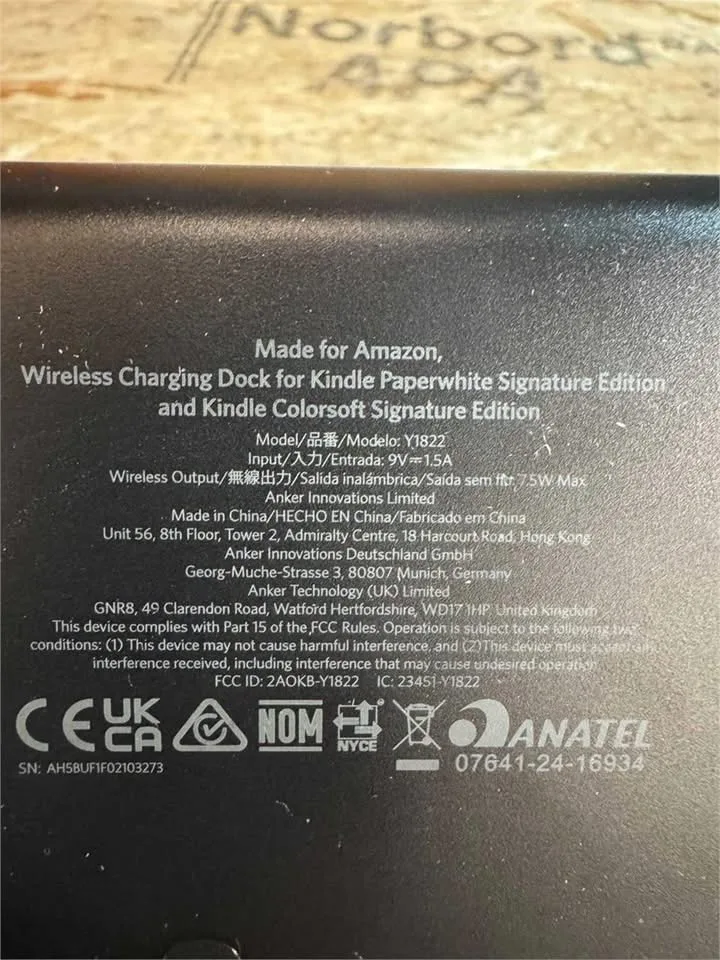 Norbord
Made for Amazon,
Wireless Charging Dock for Kindle Paperwhite Signature Edition
and Kindle Colorsoft Signature Edition
Model/品番/Modelo: Y1822
Input/入力/Entrada: 9V⎓1.5A
Wireless Output/無線出力/Salida inalámbrica/Saída sem fio: 7.5W Max
Anker Innovations Limited
Made in China/HECHO EN China/Fabricado em China
Unit 56, 8th Floor, Tower 2, Admiralty Centre, 18 Harcourt Road, Hong Kong
Anker Innovations Deutschland GmbH
Georg-Muche-Strasse 3, 80807 Munich, Germany
Anker Technology (UK) Limited
GNR8, 49 Clarendon Road, Watford Hertfordshire, WD17 1HP, United Kingdom
This device complies with Part 15 of the FCC Rules. Operation is subject to the following two
conditions: (1) This device may not cause harmful interference, and (2)This device must accept any
interference received, including interference that may cause undesired operation.
FCC ID: 2AOKB-Y1822 IC: 23451-Y1822
CE UK CA NOM NYCE ANATEL
07641-24-16934
SN: AH5BUF1F02103273